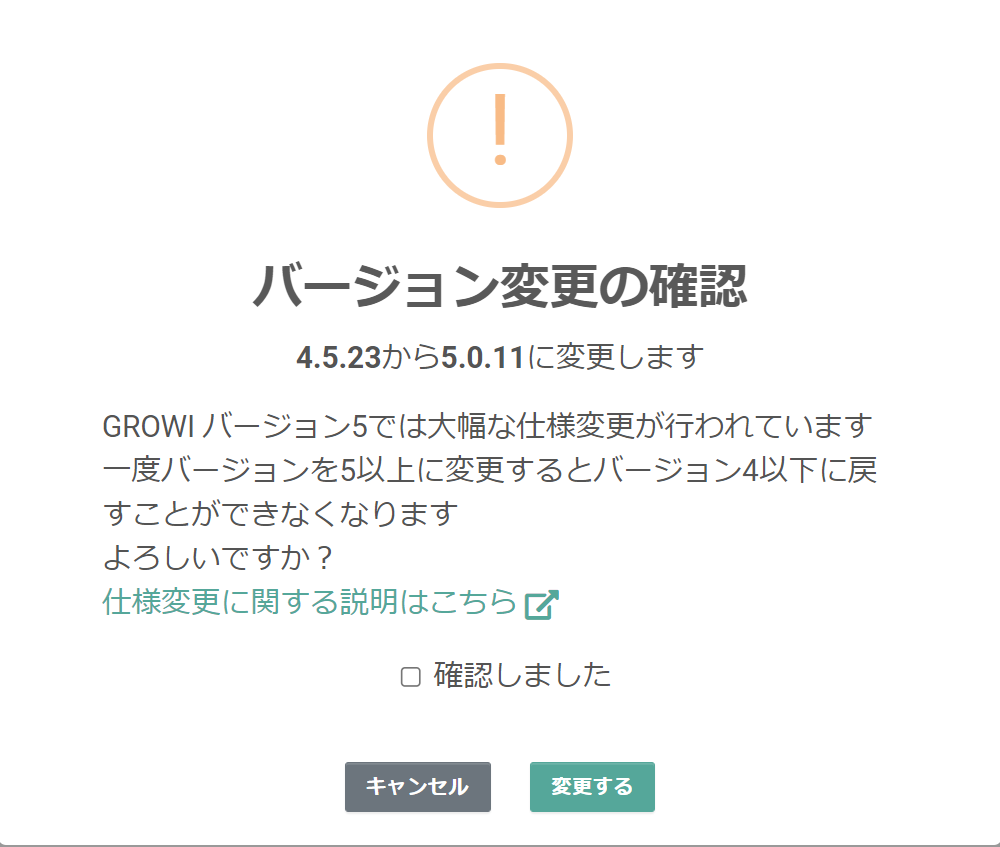 バージョン変更の確認
4.5.23から5.0.11に変更します
GROWI バージョン5では大幅な仕様変更が行われています
一度バージョンを5以上に変更するとバージョン4以下に戻
すことができなくなります
よろしいですか？
仕様変更に関する説明はこちら
確認しました
キャンセル
変更する